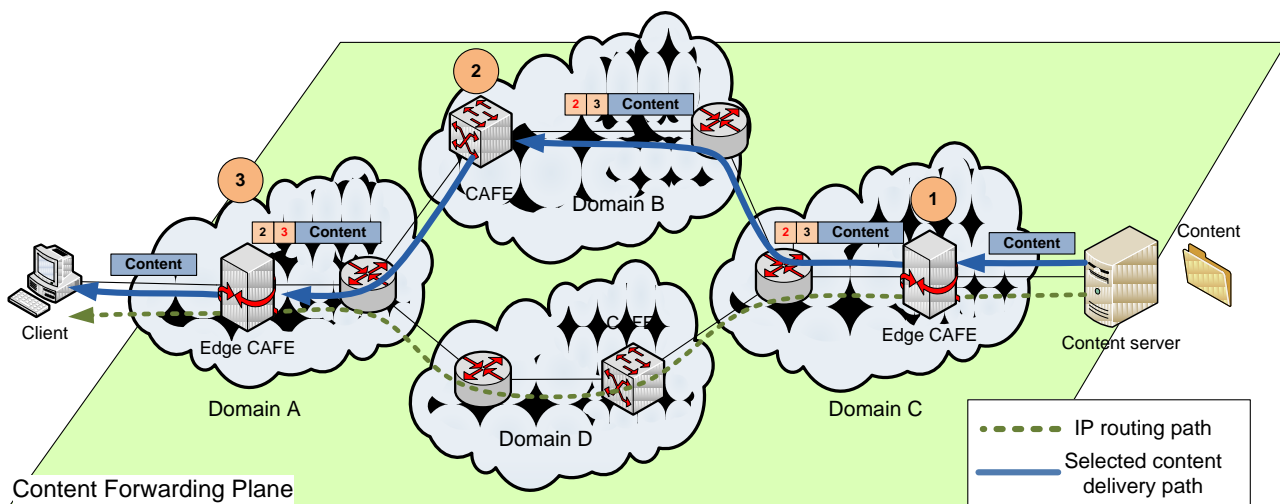 2
2 3 Content
CAFE
Domain B
3
2 3 Content
Content
Client
Edge CAFE
Domain A
1
2 3 Content
Content
Content
Edge CAFE
Content server
Domain C
CAFE
Domain D
IP routing path
Selected content
delivery path
Content Forwarding Plane